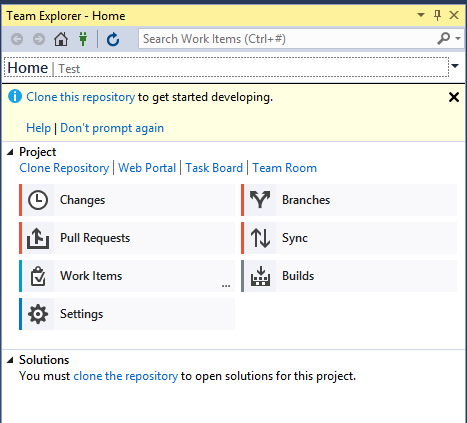 Team Explorer - Home
Search Work Items (Ctrl+#)
Home | Test
Clone this repository to get started developing.
Help | Don't prompt again
Project
Clone Repository | Web Portal | Task Board | Team Room
Changes
Branches
Pull Requests
Sync
Work Items
...
Builds
Settings
Solutions
You must clone the repository to open solutions for this project.